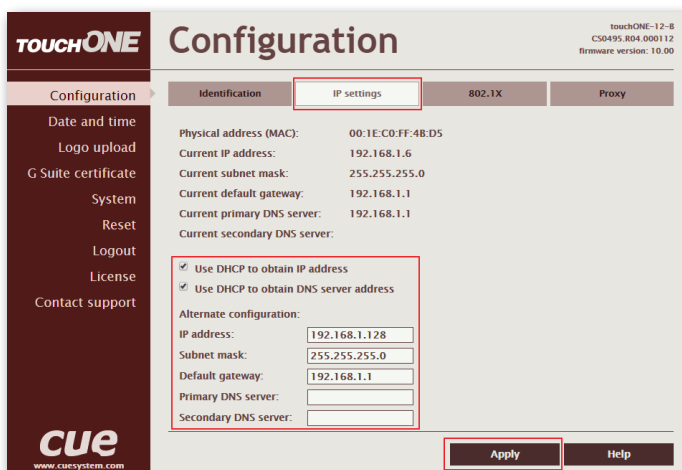 TOUCHONE
Configuration
touchONE-12-B
CS0495.R04.000112
firmware version: 10.00
Configuration
Date and time
Logo upload
G Suite certificate
System
Reset
Logout
License
Contact support
Identification
IP settings
802.1X
Proxy
Physical address (MAC): 00:1E:C0:FF:4B:D5
Current IP address: 192.168.1.6
Current subnet mask: 255.255.255.0
Current default gateway: 192.168.1.1
Current primary DNS server: 192.168.1.1
Current secondary DNS server:
Use DHCP to obtain IP address
Use DHCP to obtain DNS server address
Alternate configuration:
IP address: 192.168.1.128
Subnet mask: 255.255.255.0
Default gateway: 192.168.1.1
Primary DNS server:
Secondary DNS server:
Apply
Help
cue
www.cuesystem.com